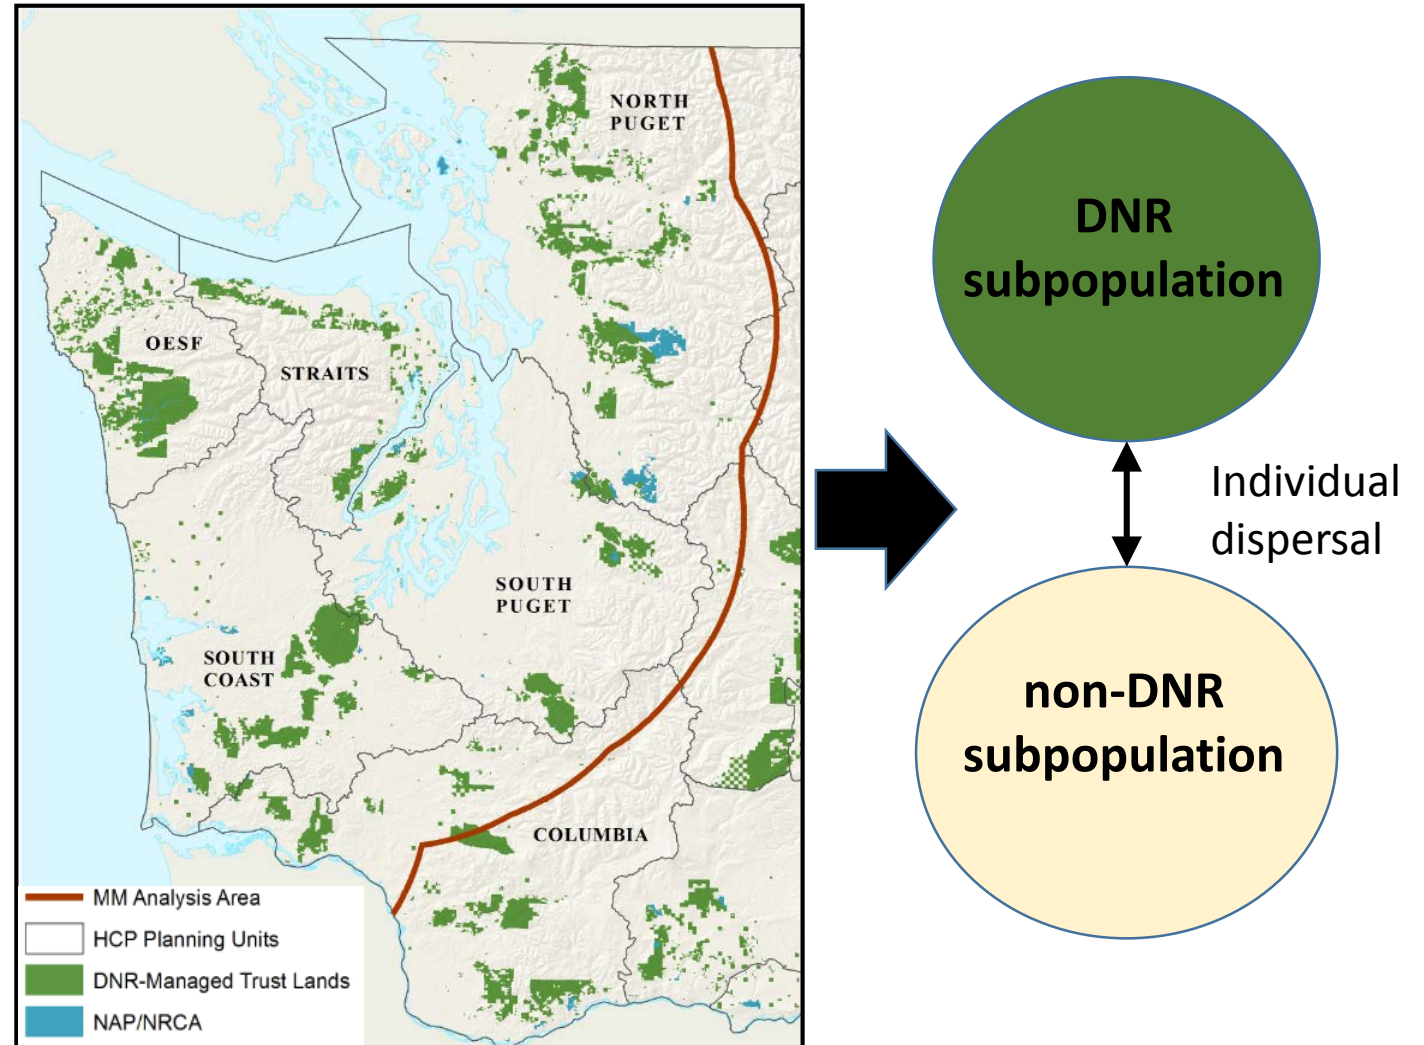 NORTH
PUGET
OESF
STRAITS
SOUTH
PUGET
SOUTH
COAST
COLUMBIA
MM Analysis Area
HCP Planning Units
DNR-Managed Trust Lands
NAP/NRCA
DNR
subpopulation
Individual
dispersal
non-DNR
subpopulation